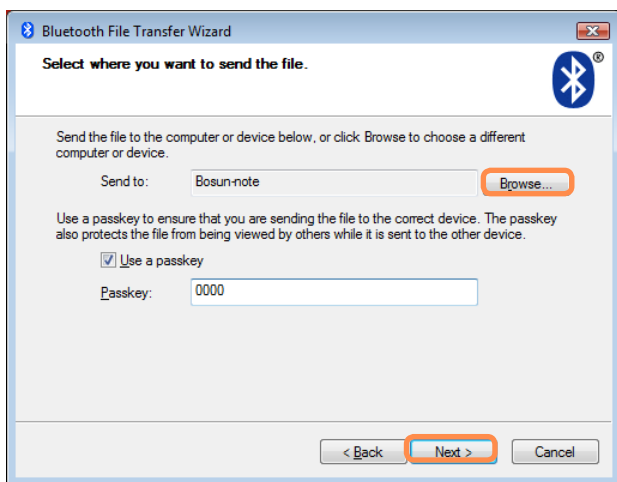 Bluetooth File Transfer Wizard
Select where you want to send the file.
®
Send the file to the computer or device below, or click Browse to choose a different
computer or device.
Send to: Bosun-note Browse...
Use a passkey to ensure that you are sending the file to the correct device. The passkey
also protects the file from being viewed by others while it is sent to the other device.
Use a passkey
Passkey: 0000
< Back Next > Cancel